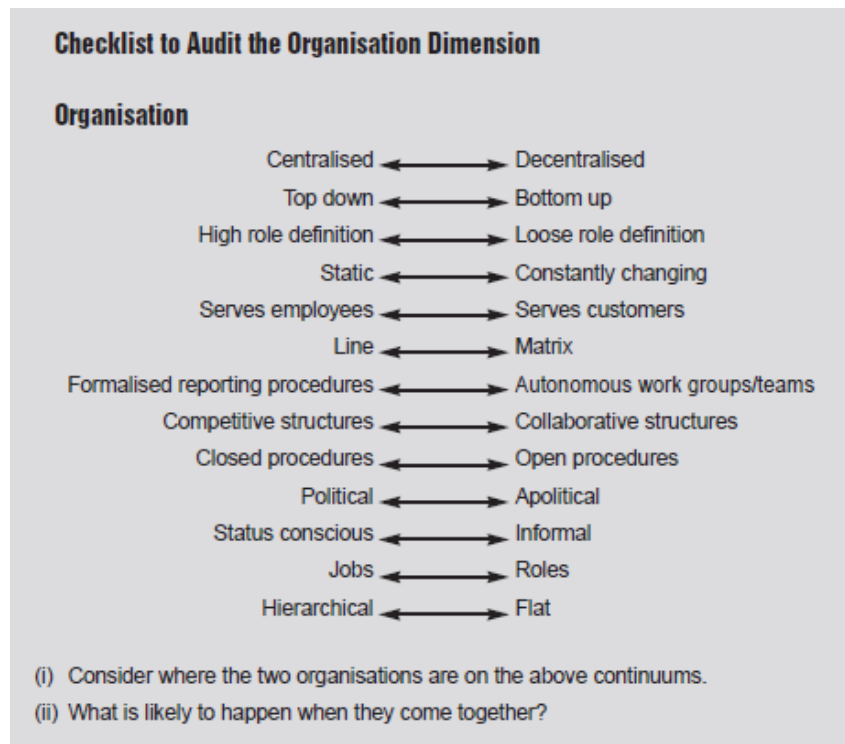 Checklist to Audit the Organisation Dimension
Organisation
Centralised Decentralised
Top down Bottom up
High role definition Loose role definition
Static Constantly changing
Serves employees Serves customers
Line Matrix
Formalised reporting procedures Autonomous work groups/teams
Competitive structures Collaborative structures
Closed procedures Open procedures
Political Apolitical
Status conscious Informal
Jobs Roles
Hierarchical Flat
(i) Consider where the two organisations are on the above continuums.
(ii) What is likely to happen when they come together?